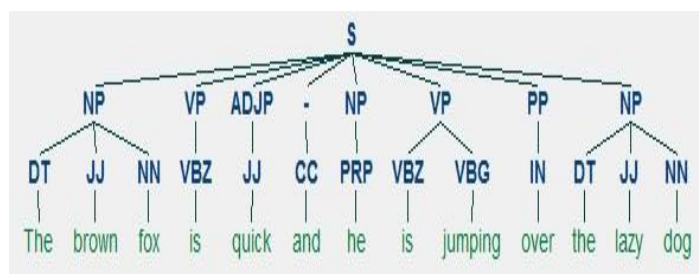 S
NP VP ADJP - NP VP PP NP
DT JJ NN VBZ JJ CC PRP VBZ VBG IN DT JJ NN
The brown fox is quick and he is jumping over the lazy dog